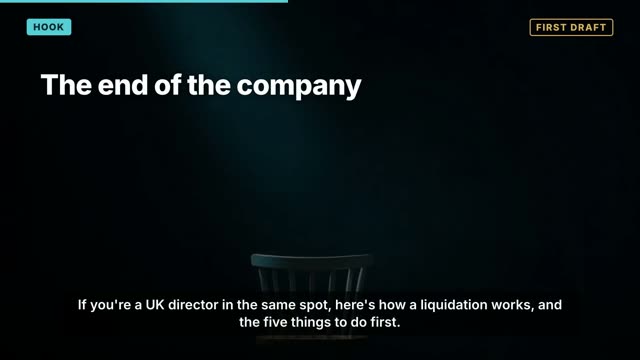 HOOK
FIRST DRAFT
The end of the company
If you're a UK director in the same spot, here's how a liquidation works, and
the five things to do first.